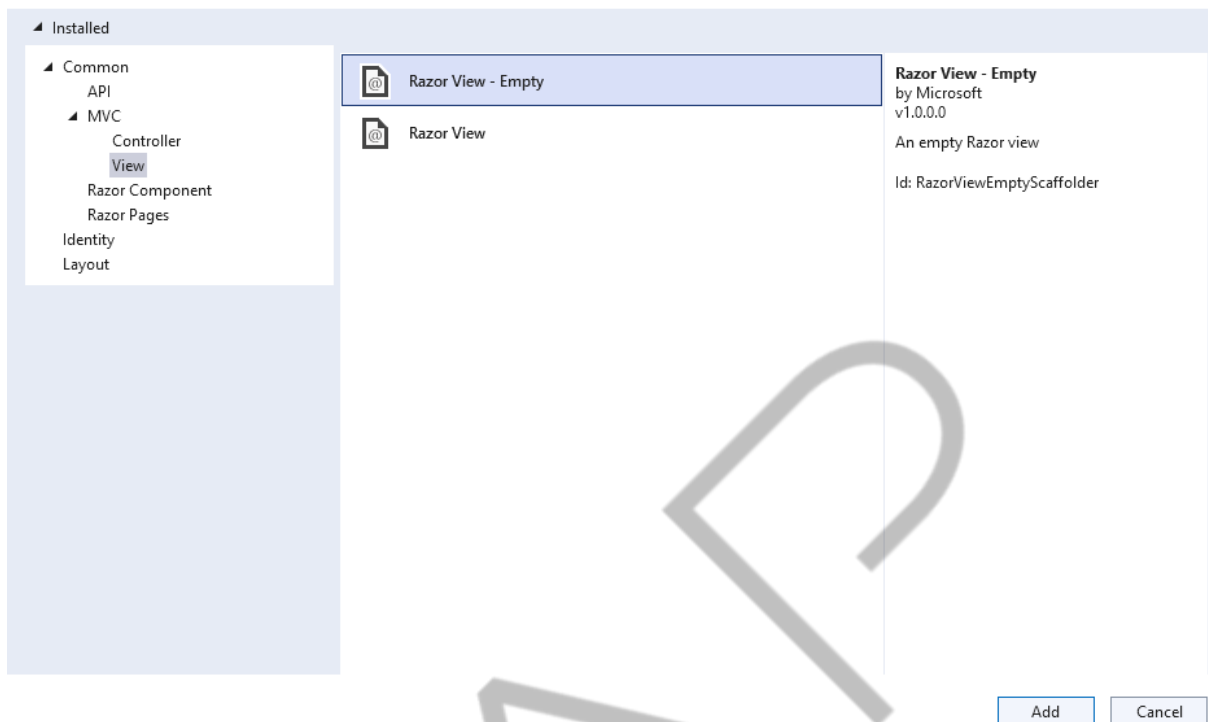 Installed
Common
API
MVC
Controller
View
Razor Component
Razor Pages
Identity
Layout
Razor View - Empty
Razor View
Razor View - Empty
by Microsoft
v1.0.0.0
An empty Razor view
Id: RazorViewEmptyScaffolder
Add
Cancel